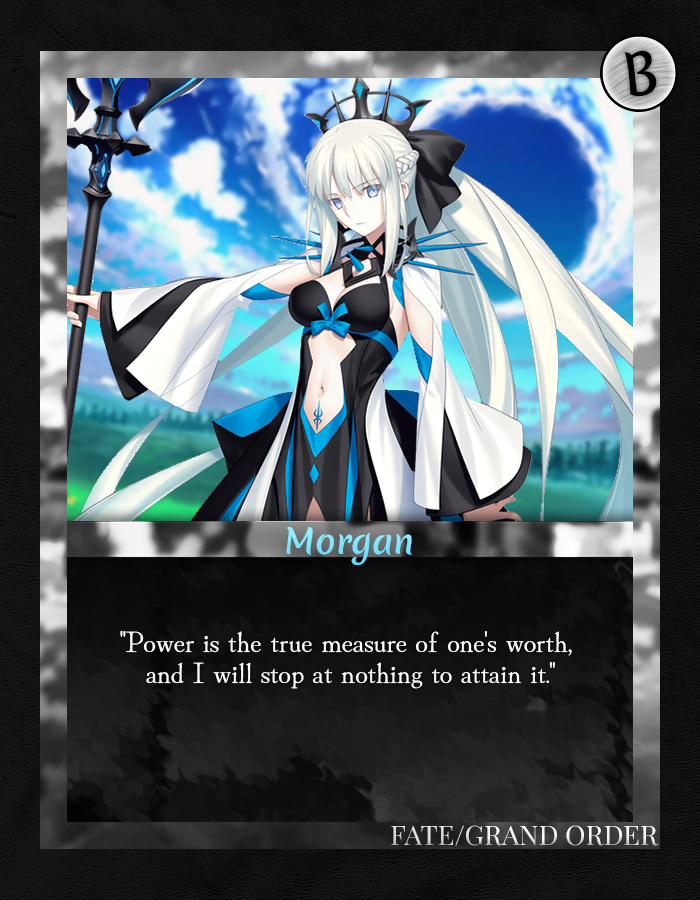 B
Morgan
"Power is the true measure of one's worth,
and I will stop at nothing to attain it."
FATE/GRAND ORDER